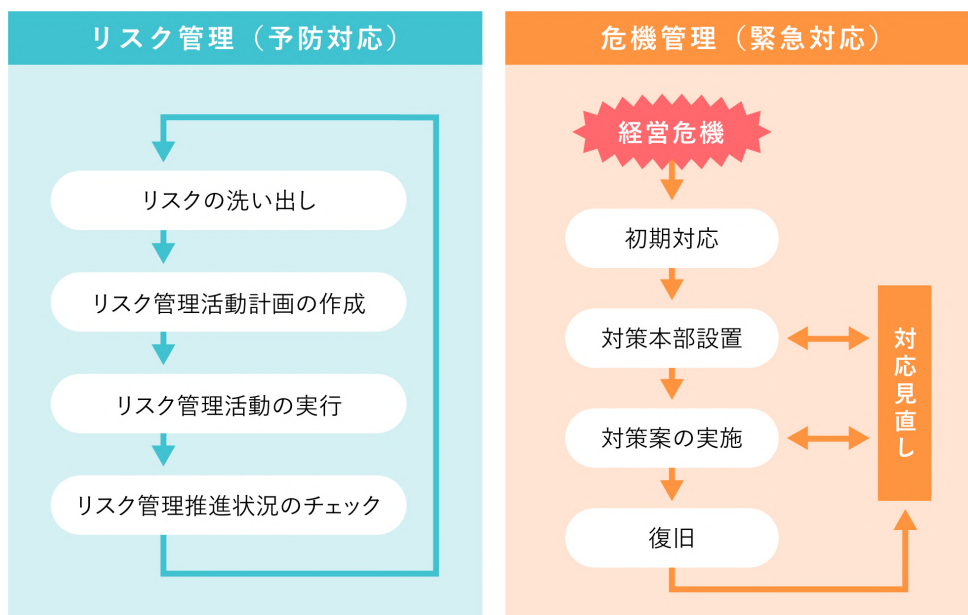 リスク管理（予防対応）
リスクの洗い出し
リスク管理活動計画の作成
リスク管理活動の実行
リスク管理推進状況のチェック
危機管理（緊急対応）
経営危機
初期対応
対策本部設置
対策案の実施
復旧
対応見直し